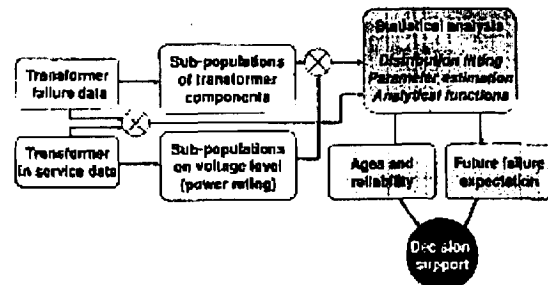 Statistical analysis
Distribution fitting
Parameter estimation
Analytical functions
Sub-populations
of transformer
components
Transformer
failure data
Transformer
in service data
Sub-populations
on voltage level
(power rating)
Ages and
reliability
Future failure
expectation
Decision
support